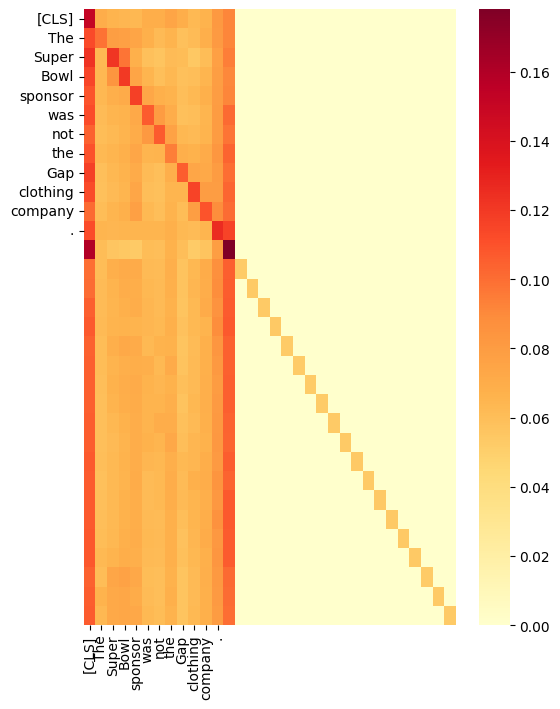 [CLS]
The
Super
Bowl
sponsor
was
not
the
Gap
clothing
company
.
[CLS]
The
Super
Bowl
sponsor
was
not
the
Gap
clothing
company
.
0.16
0.14
0.12
0.10
0.08
0.06
0.04
0.02
0.00